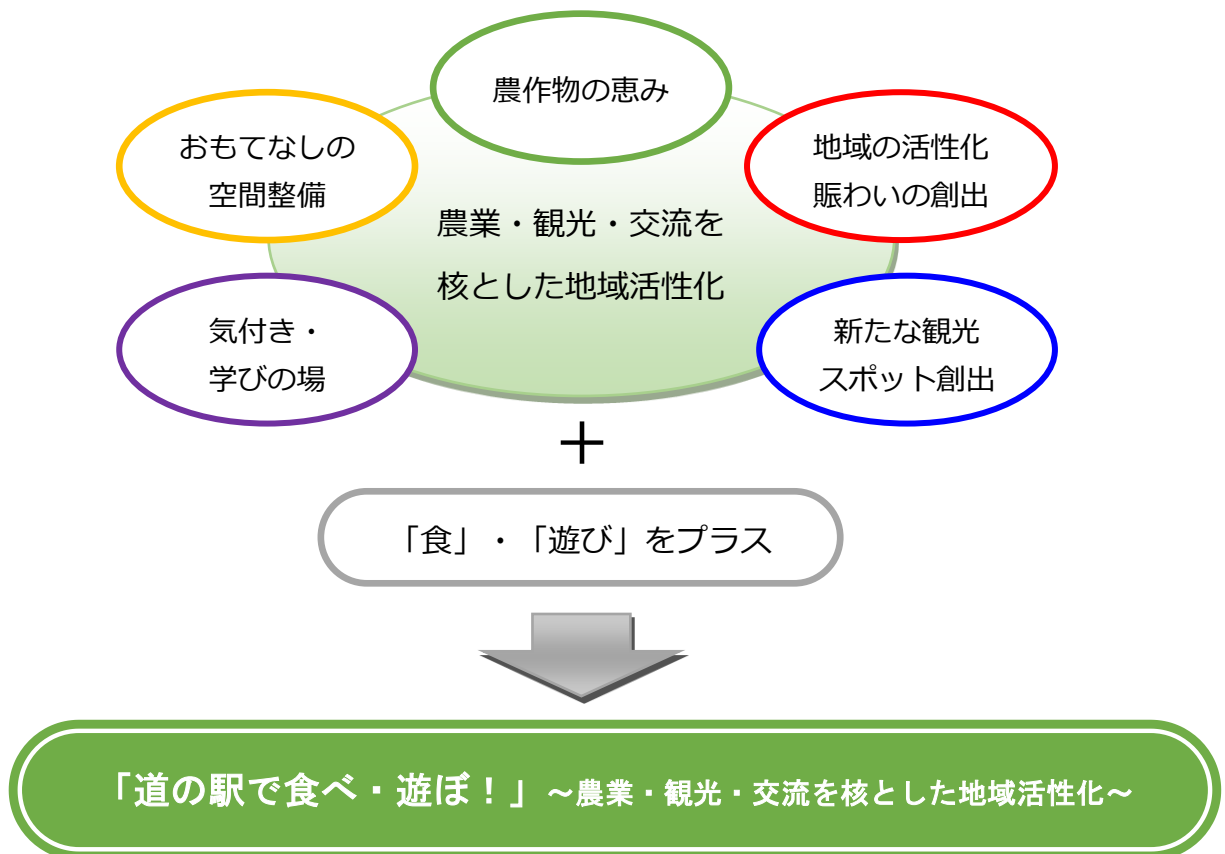 農作物の恵み
おもてなしの
空間整備
地域の活性化
賑わいの創出
農業・観光・交流を
核とした地域活性化
気付き・
学びの場
新たな観光
スポット創出
＋
「食」・「遊び」をプラス
「道の駅で食べ・遊ぼ！」～農業・観光・交流を核とした地域活性化～